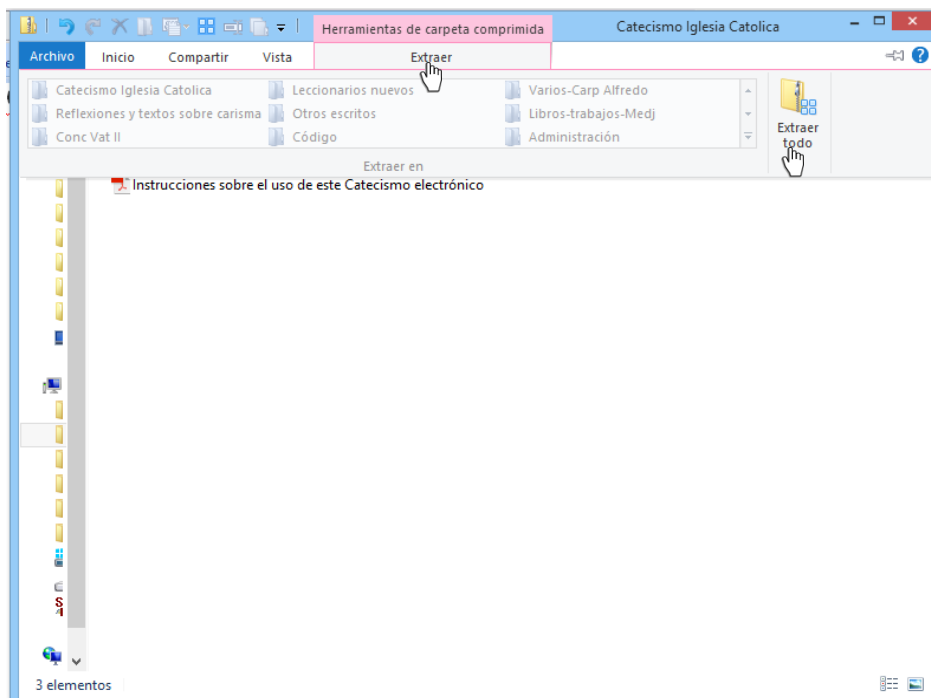 Herramientas de carpeta comprimida
Catecismo Iglesia Catolica
Archivo Inicio Compartir Vista Extraer
Catecismo Iglesia Catolica Leccionarios nuevos Varios-Carp Alfredo
Reflexiones y textos sobre carisma Otros escritos Libros-trabajos-Medj
Conc Vat II Código Administración
Extraer
todo
Extraer en
Instrucciones sobre el uso de este Catecismo electrónico
3 elementos